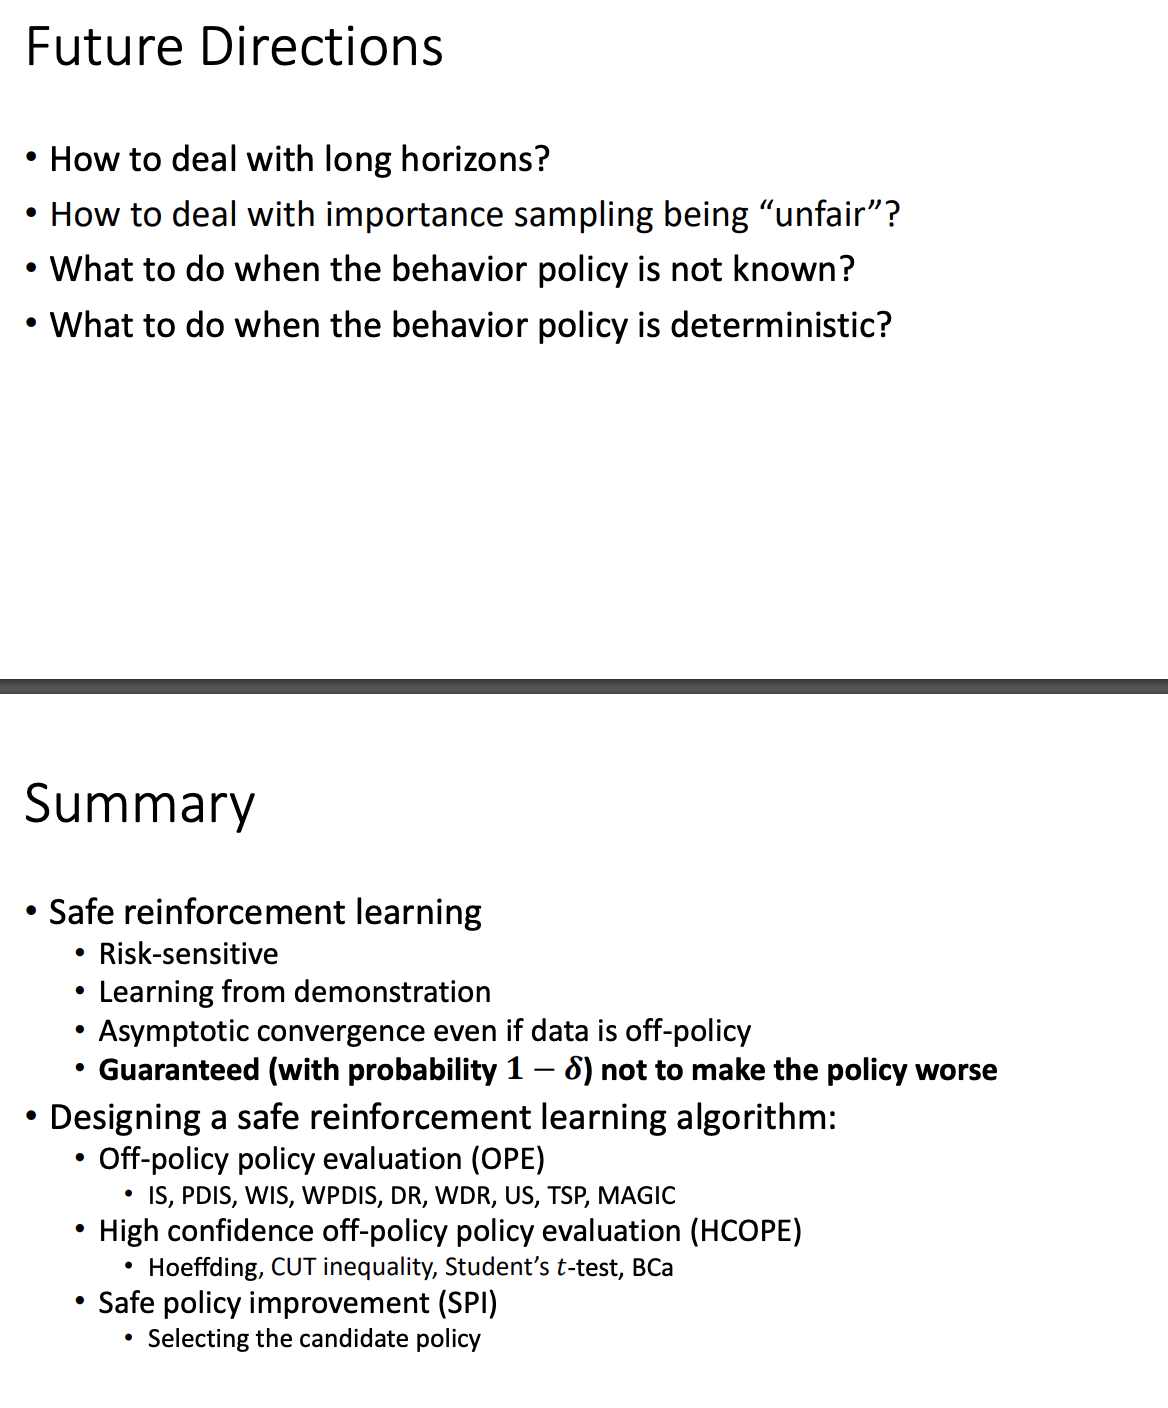 Future Directions
• How to deal with long horizons?
• How to deal with importance sampling being “unfair”?
• What to do when the behavior policy is not known?
• What to do when the behavior policy is deterministic?
Summary
• Safe reinforcement learning
• Risk-sensitive
• Learning from demonstration
• Asymptotic convergence even if data is off-policy
• Guaranteed (with probability 1 − δ) not to make the policy worse
• Designing a safe reinforcement learning algorithm:
• Off-policy policy evaluation (OPE)
• IS, PDIS, WIS, WPDIS, DR, WDR, US, TSP, MAGIC
• High confidence off-policy policy evaluation (HCOPE)
• Hoeffding, CUT inequality, Student’s t-test, BCa
• Safe policy improvement (SPI)
• Selecting the candidate policy